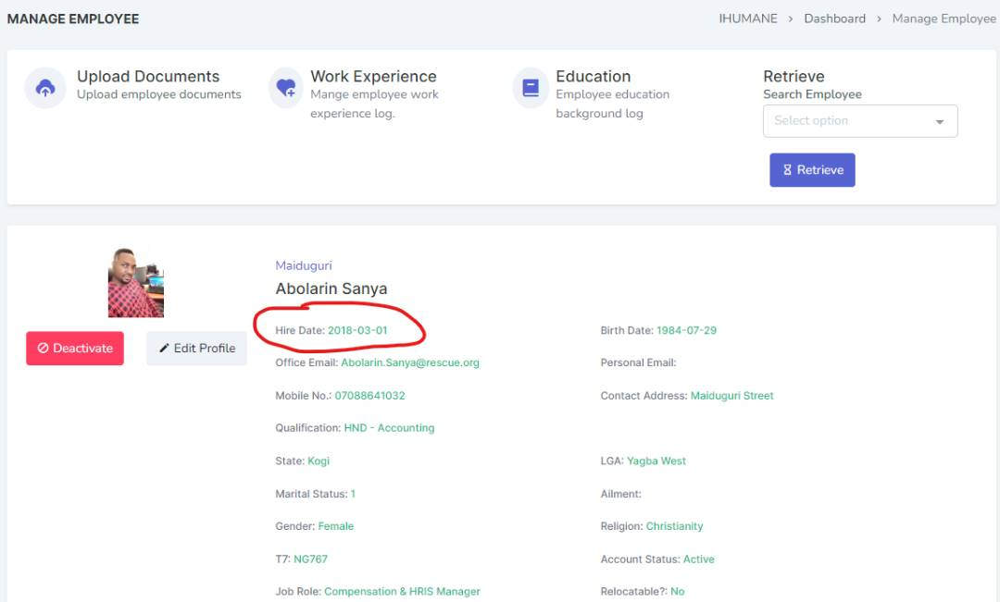 MANAGE EMPLOYEE
IHUMANE > Dashboard > Manage Employee
Upload Documents
Upload employee documents
Work Experience
Mange employee work
experience log.
Education
Employee education
background log
Retrieve
Search Employee
Select option
Retrieve
Maiduguri
Abolarin Sanya
Deactivate
Edit Profile
Hire Date: 2018-03-01
Birth Date: 1984-07-29
Office Email: Abolarin.Sanya@rescue.org
Personal Email:
Mobile No.: 07088641032
Contact Address: Maiduguri Street
Qualification: HND - Accounting
State: Kogi
LGA: Yagba West
Marital Status: 1
Ailment:
Gender: Female
Religion: Christianity
T7: NG767
Account Status: Active
Job Role: Compensation & HRIS Manager
Relocatable?: No